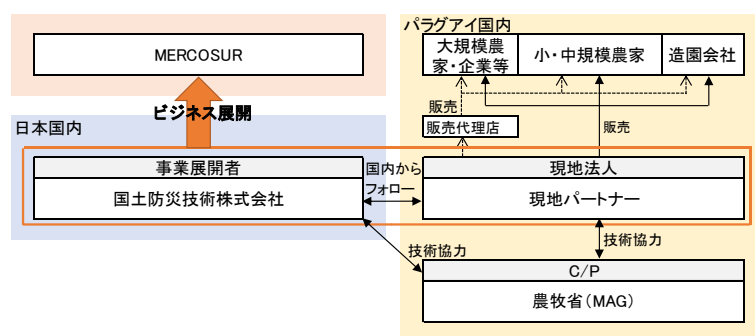 パラグアイ国内
MERCOSUR
大規模農
家・企業等
小・中規模農家
造園会社
ビジネス展開
販売
販売代理店
販売
日本国内
事業展開者
国土防災技術株式会社
国内から
フォロー
現地法人
現地パートナー
技術協力
技術協力
C/P
農牧省(MAG)